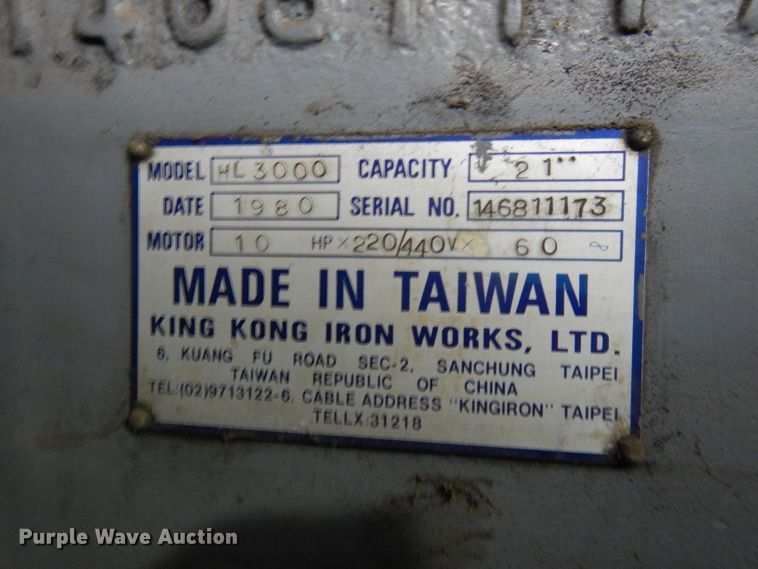 MODEL HL 3000 CAPACITY 21"
DATE 1980 SERIAL NO. 146811173
MOTOR 10 HP × 220/440V × 60 ~
MADE IN TAIWAN
KING KONG IRON WORKS, LTD.
6, KUANG FU ROAD SEC-2, SANCHUNG TAIPEI
TAIWAN REPUBLIC OF CHINA
TEL:(02)9713122-6. CABLE ADDRESS "KINGIRON" TAIPEI
TELLX:31218
Purple Wave Auction